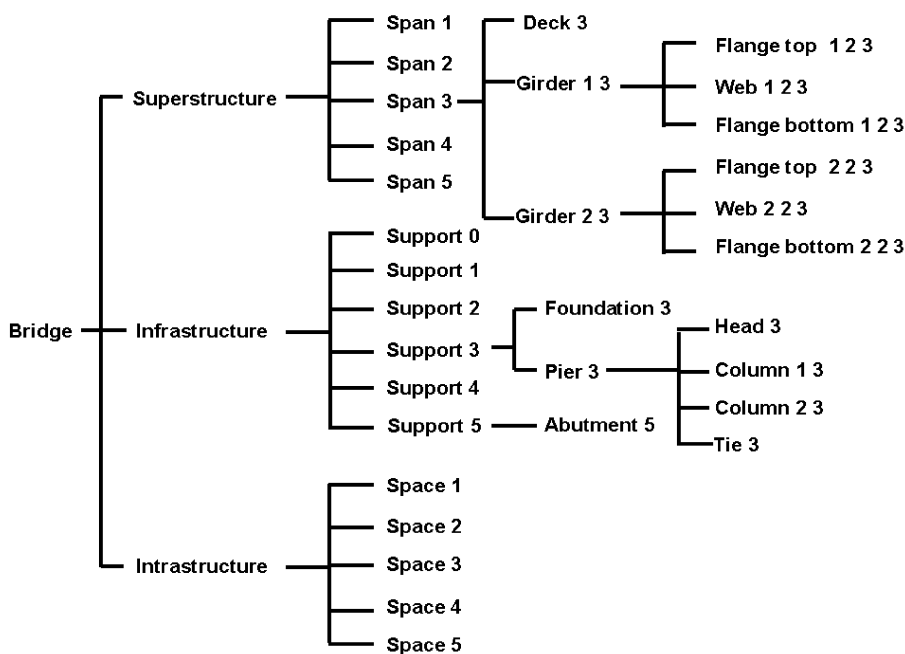 Bridge
Superstructure
Span 1
Span 2
Span 3
Span 4
Span 5
Deck 3
Girder 1 3
Flange top 1 2 3
Web 1 2 3
Flange bottom 1 2 3
Girder 2 3
Flange top 2 2 3
Web 2 2 3
Flange bottom 2 2 3
Infrastructure
Support 0
Support 1
Support 2
Support 3
Support 4
Support 5
Foundation 3
Pier 3
Head 3
Column 1 3
Column 2 3
Tie 3
Abutment 5
Intrastructure
Space 1
Space 2
Space 3
Space 4
Space 5